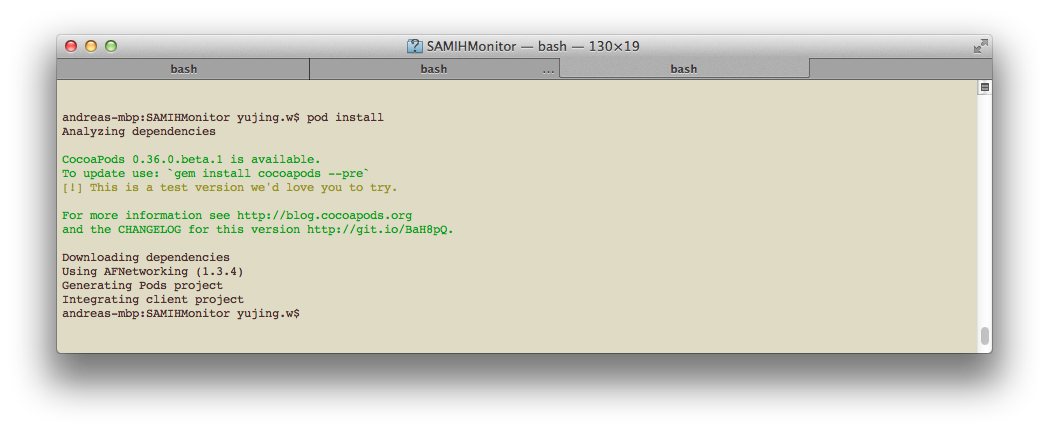 SAMIHMonitor — bash — 130×19
bash
bash
...
bash
andreas-mbp:SAMIHMonitor yujing.w$ pod install
Analyzing dependencies
CocoaPods 0.36.0.beta.1 is available.
To update use: `gem install cocoapods --pre`
[!] This is a test version we'd love you to try.
For more information see http://blog.cocoapods.org
and the CHANGELOG for this version http://git.io/BaH8pQ.
Downloading dependencies
Using AFNetworking (1.3.4)
Generating Pods project
Integrating client project
andreas-mbp:SAMIHMonitor yujing.w$